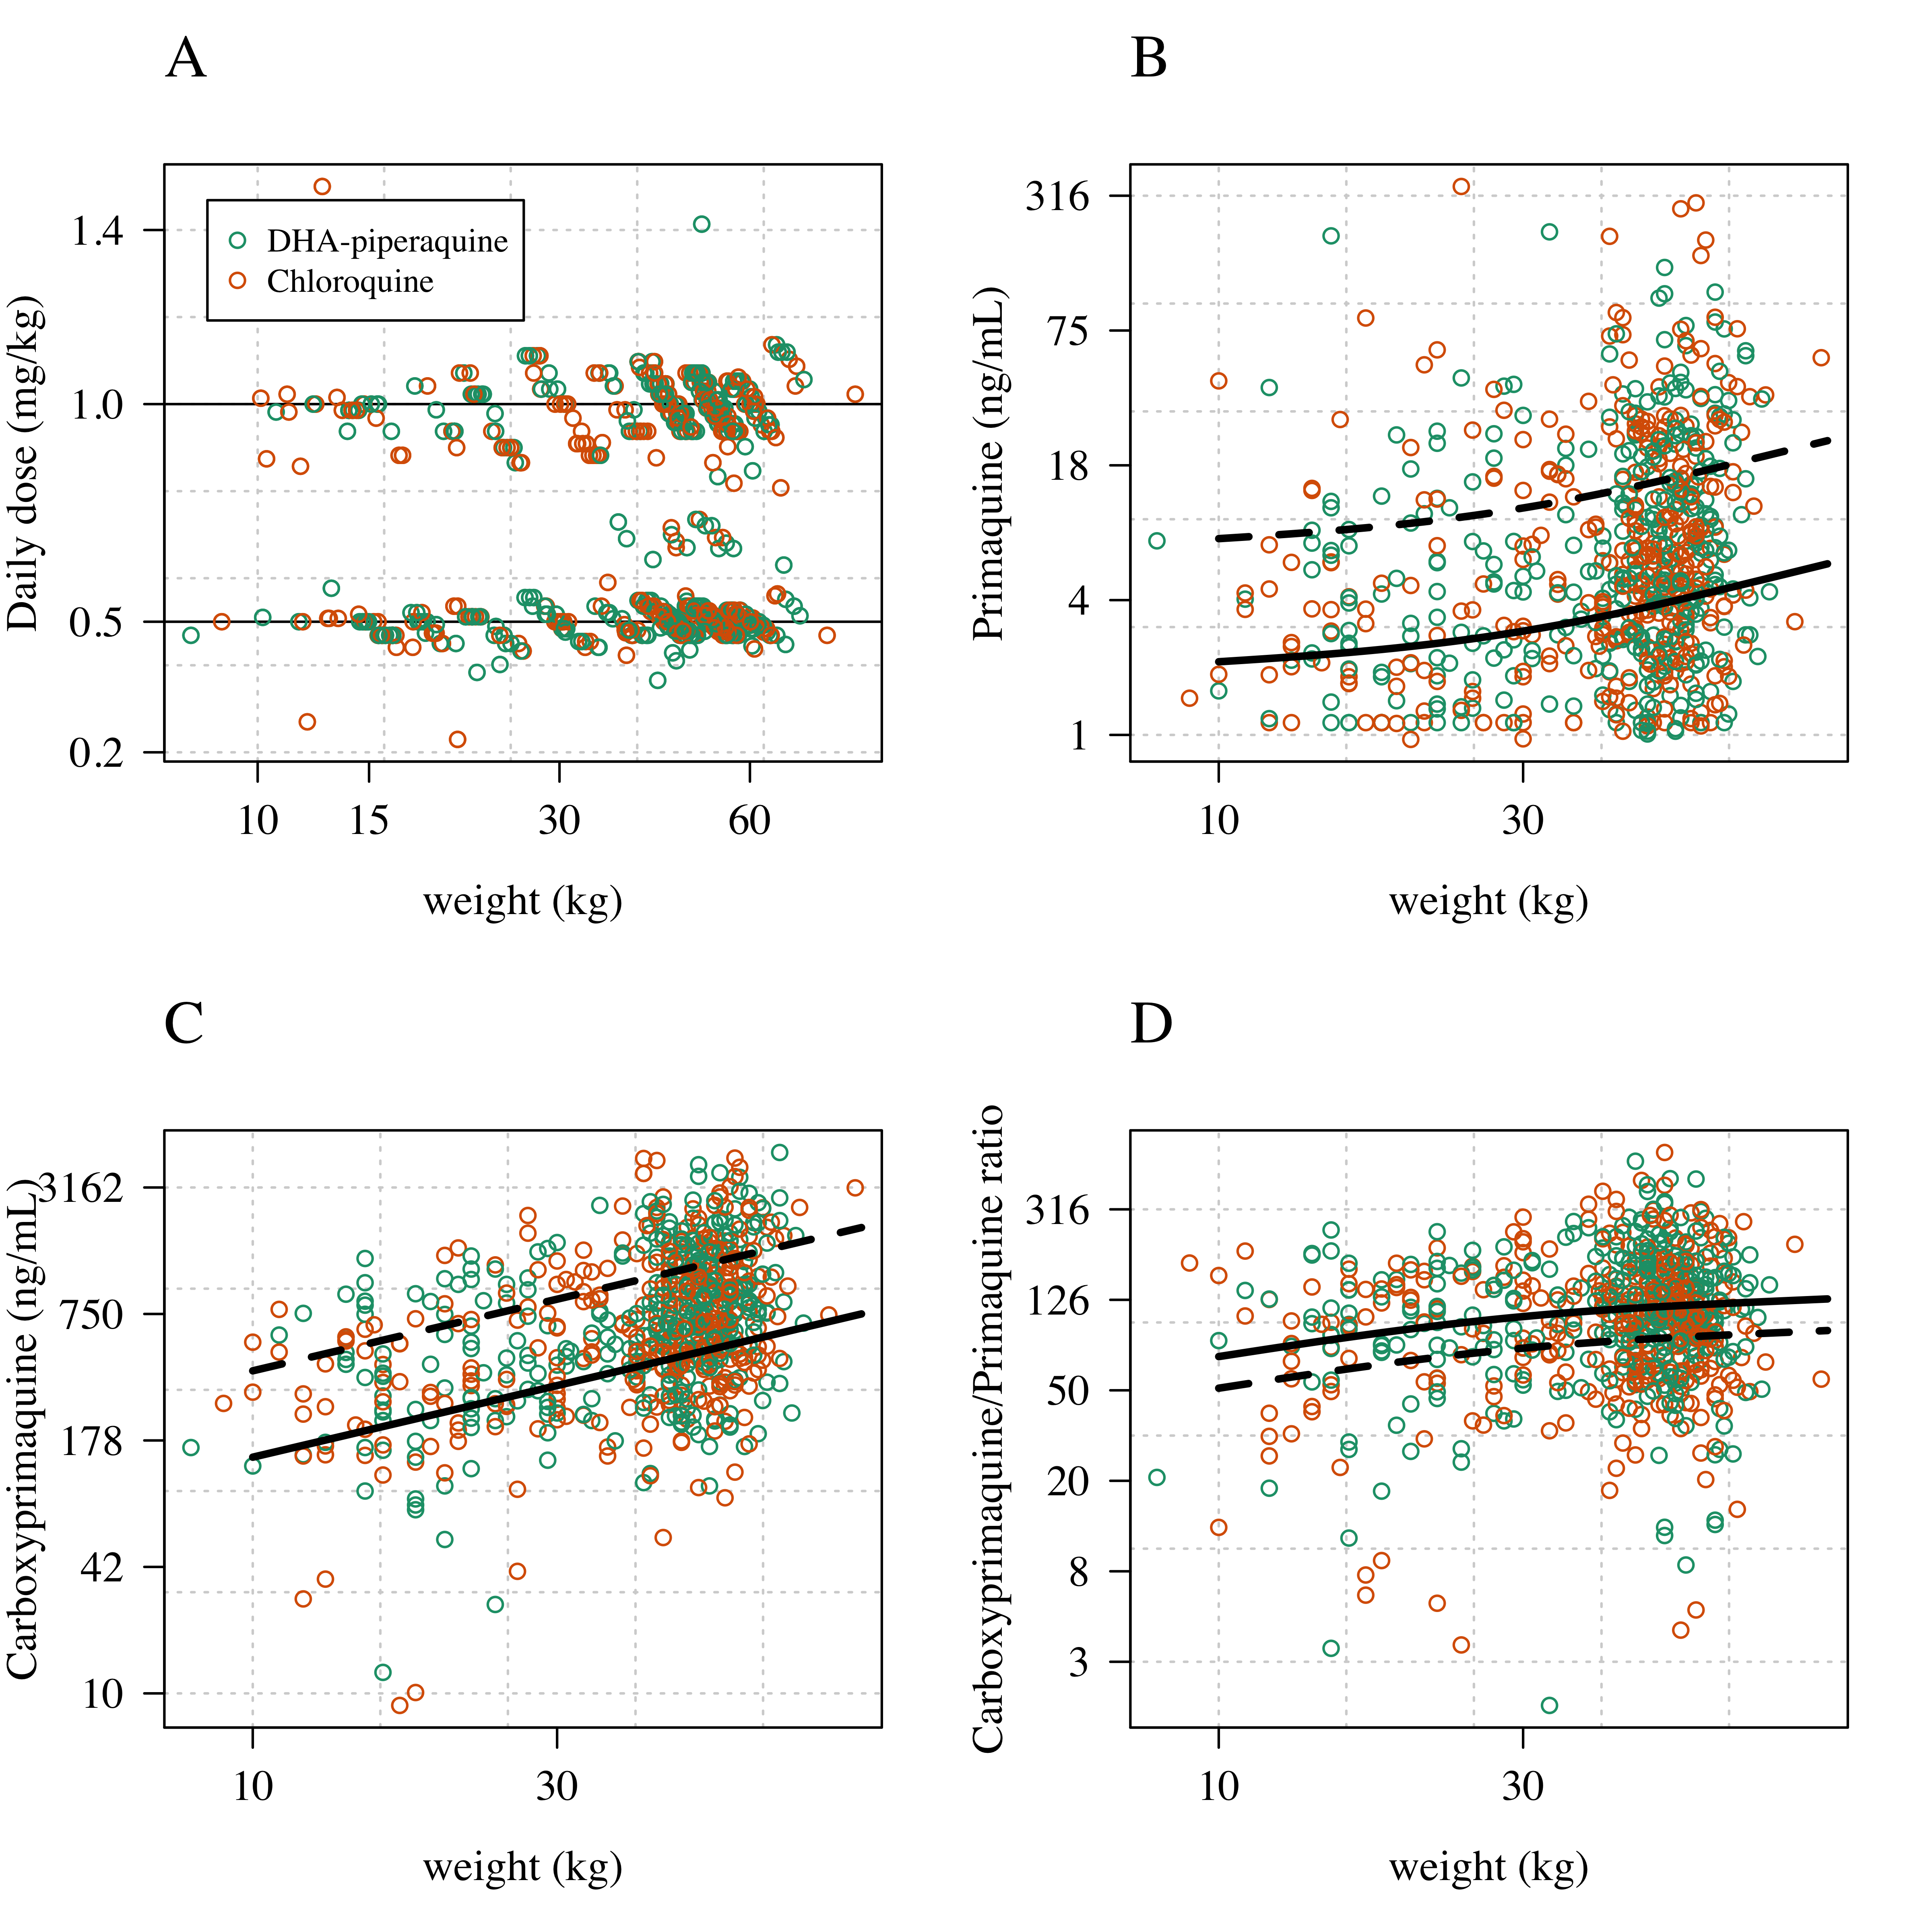 A
Daily dose (mg/kg)
1.4
1.0
0.5
0.2
DHA-piperaquine
Chloroquine
10 15 30 60
weight (kg)
B
Primaquine (ng/mL)
316
75
18
4
1
10 30
weight (kg)
C
Carboxyprimaquine (ng/mL)
3162
750
178
42
10
10 30
weight (kg)
D
Carboxyprimaquine/Primaquine ratio
316
126
50
20
8
3
10 30
weight (kg)